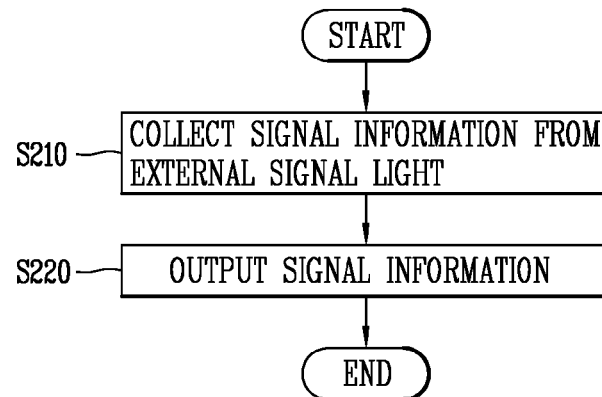 START
S210
COLLECT SIGNAL INFORMATION FROM
EXTERNAL SIGNAL LIGHT
S220
OUTPUT SIGNAL INFORMATION
END